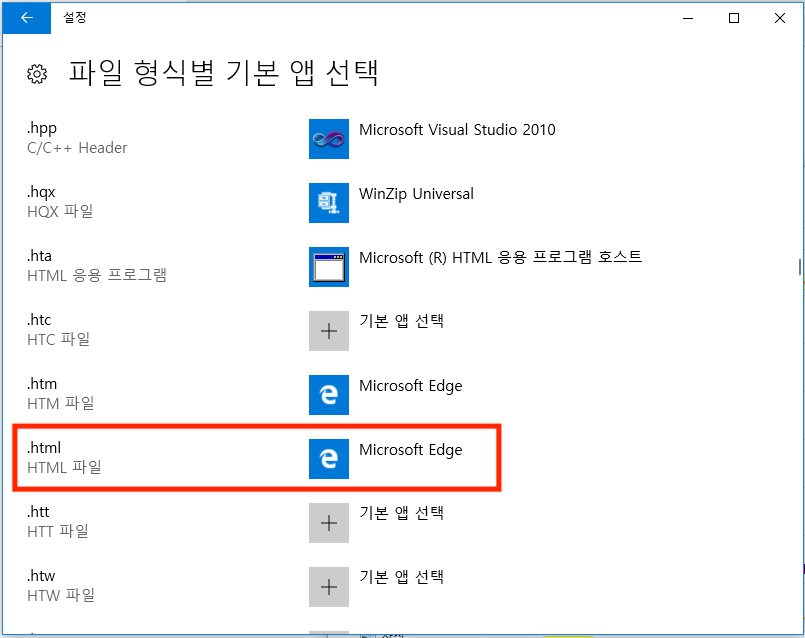 설정
파일 형식별 기본 앱 선택
.hpp
C/C++ Header
Microsoft Visual Studio 2010
.hqx
HQX 파일
WinZip Universal
.hta
HTML 응용 프로그램
Microsoft (R) HTML 응용 프로그램 호스트
.htc
HTC 파일
기본 앱 선택
.htm
HTM 파일
Microsoft Edge
.html
HTML 파일
Microsoft Edge
.htt
HTT 파일
기본 앱 선택
.htw
HTW 파일
기본 앱 선택